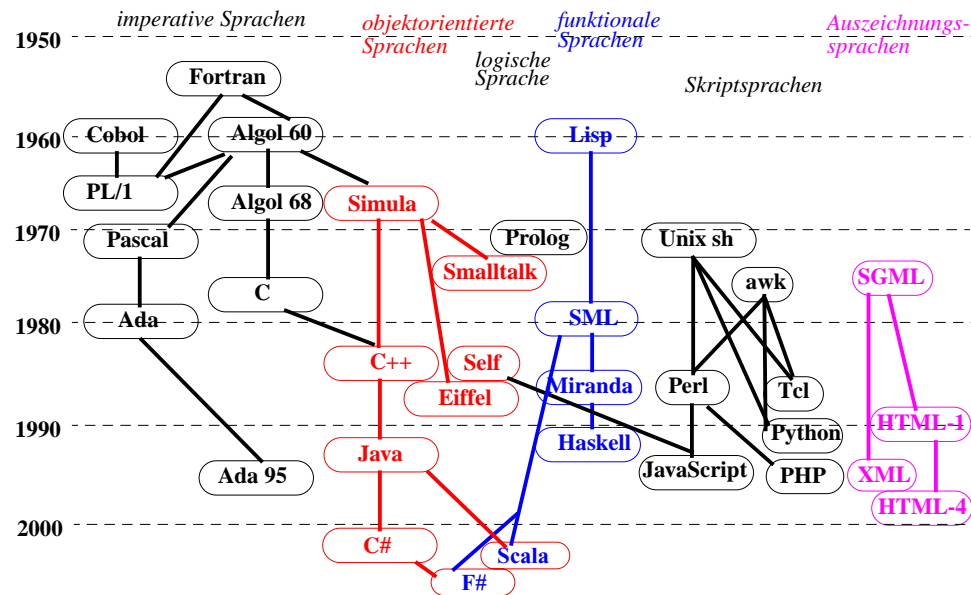 imperative Sprachen
objektorientierte
Sprachen
funktionale
Sprachen
Auszeichnungs-
sprachen
logische
Sprache
Skriptsprachen
1950
Fortran
Cobol
Algol 60
Lisp
1960
PL/1
Algol 68
Simula
1970
Pascal
Prolog
Unix sh
Smalltalk
awk
SGML
C
Ada
SML
1980
C++
Self
Eiffel
Miranda
Perl
Tcl
1990
Haskell
Python
HTML-1
Java
Ada 95
JavaScript
PHP
XML
HTML-4
2000
C#
Scala
F#